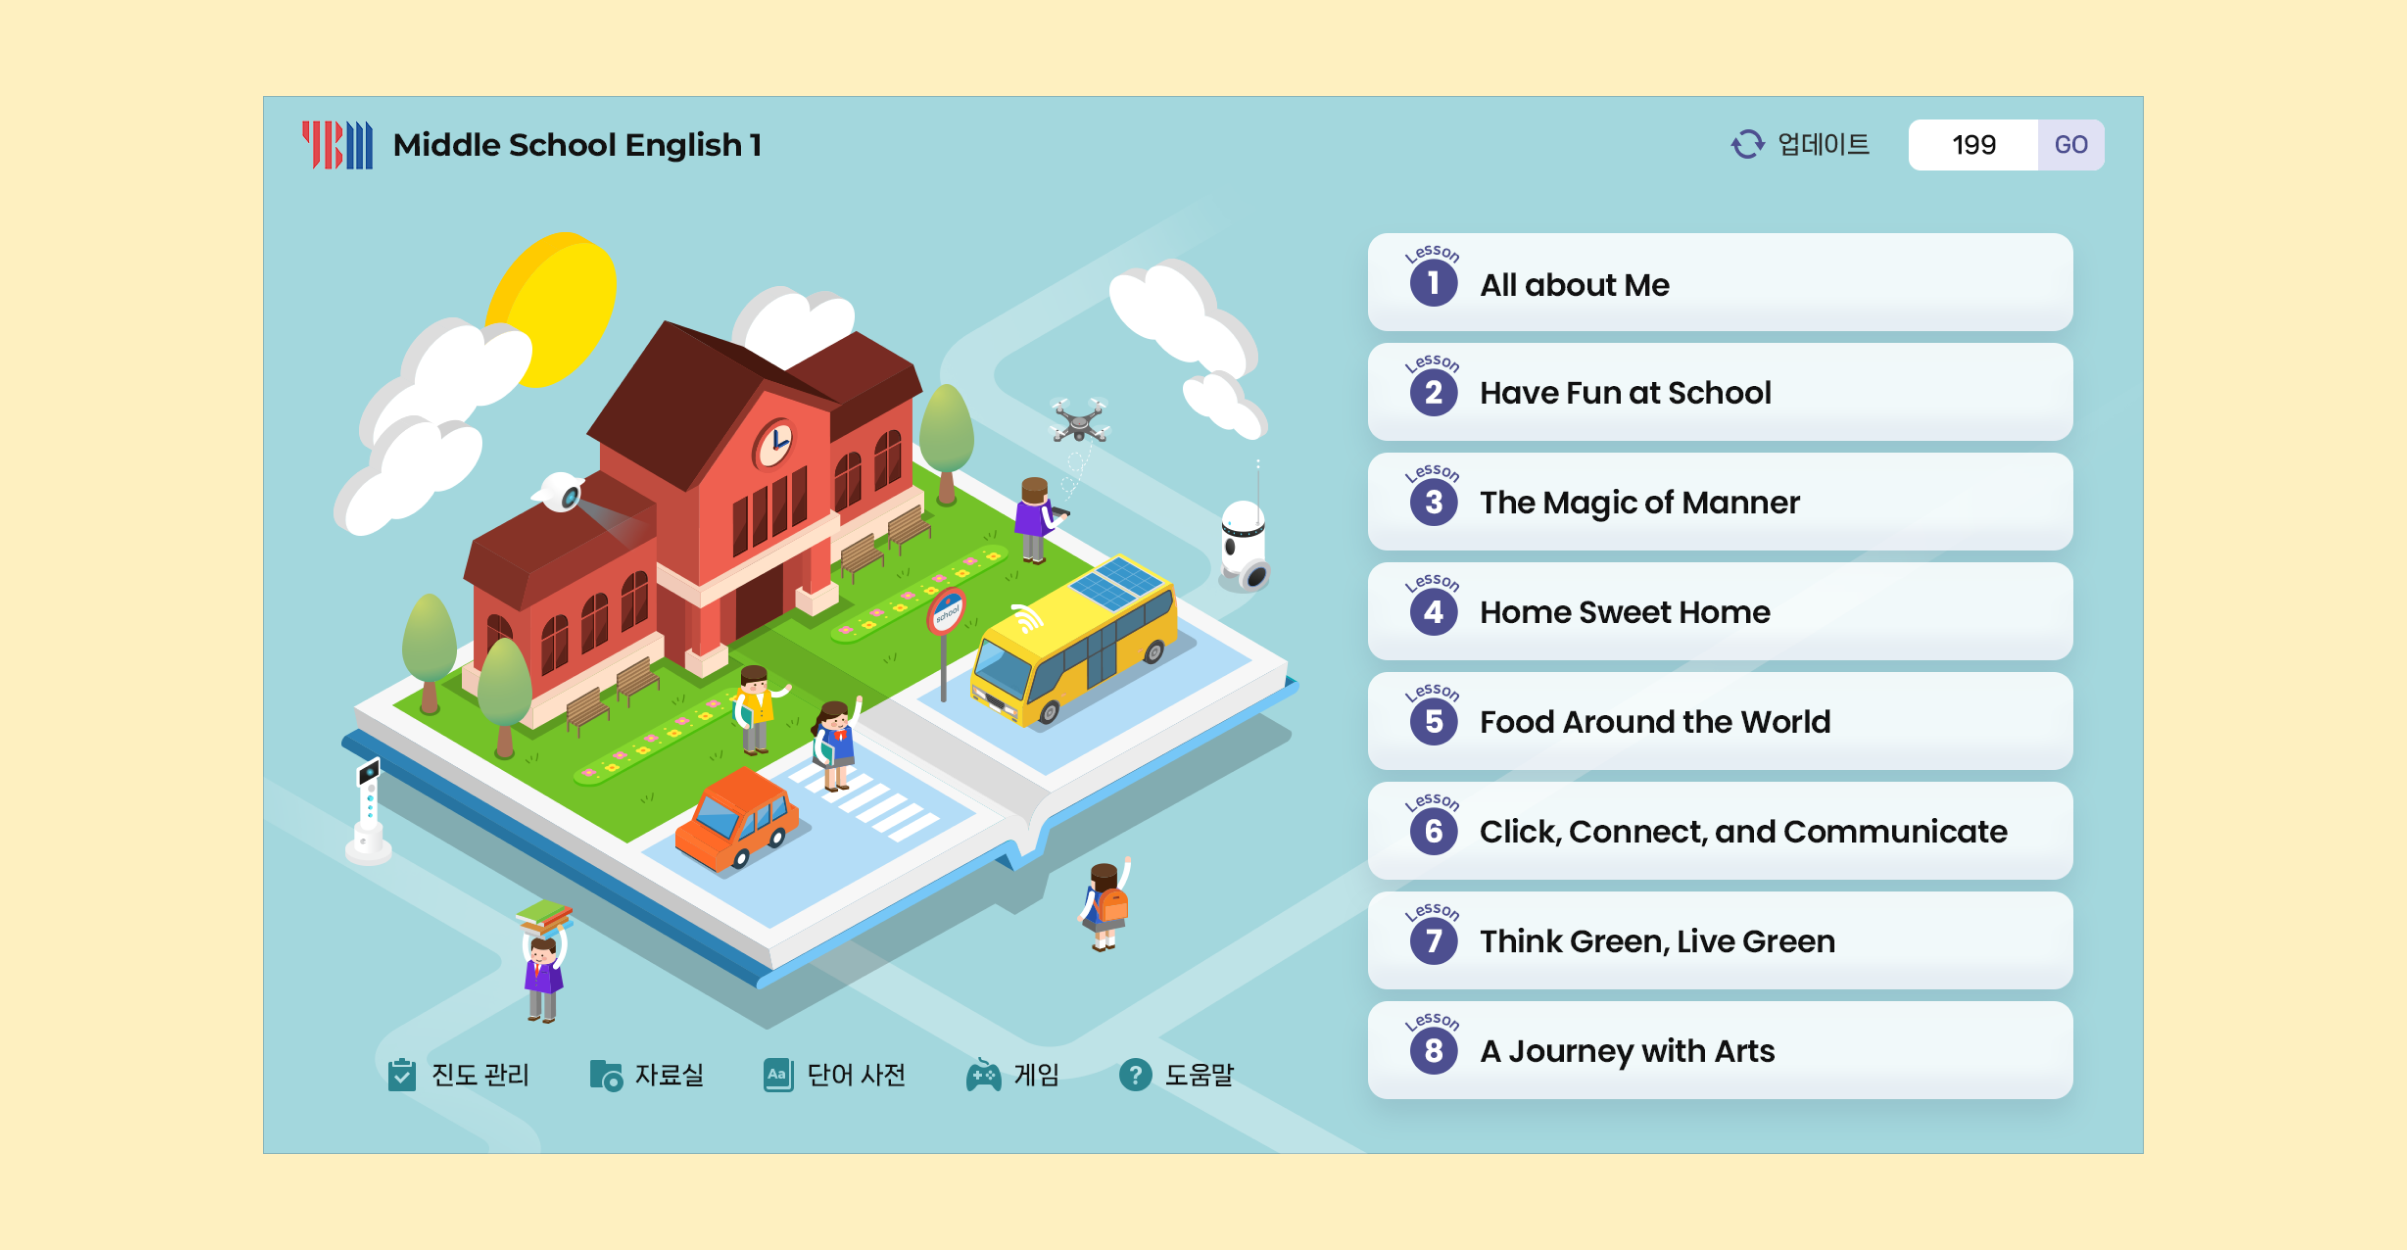 YBM Middle School English 1
업데이트 199 GO
Lesson 1 All about Me
Lesson 2 Have Fun at School
Lesson 3 The Magic of Manner
Lesson 4 Home Sweet Home
Lesson 5 Food Around the World
Lesson 6 Click, Connect, and Communicate
Lesson 7 Think Green, Live Green
Lesson 8 A Journey with Arts
school
진도 관리
자료실
Aa 단어 사전
게임
? 도움말